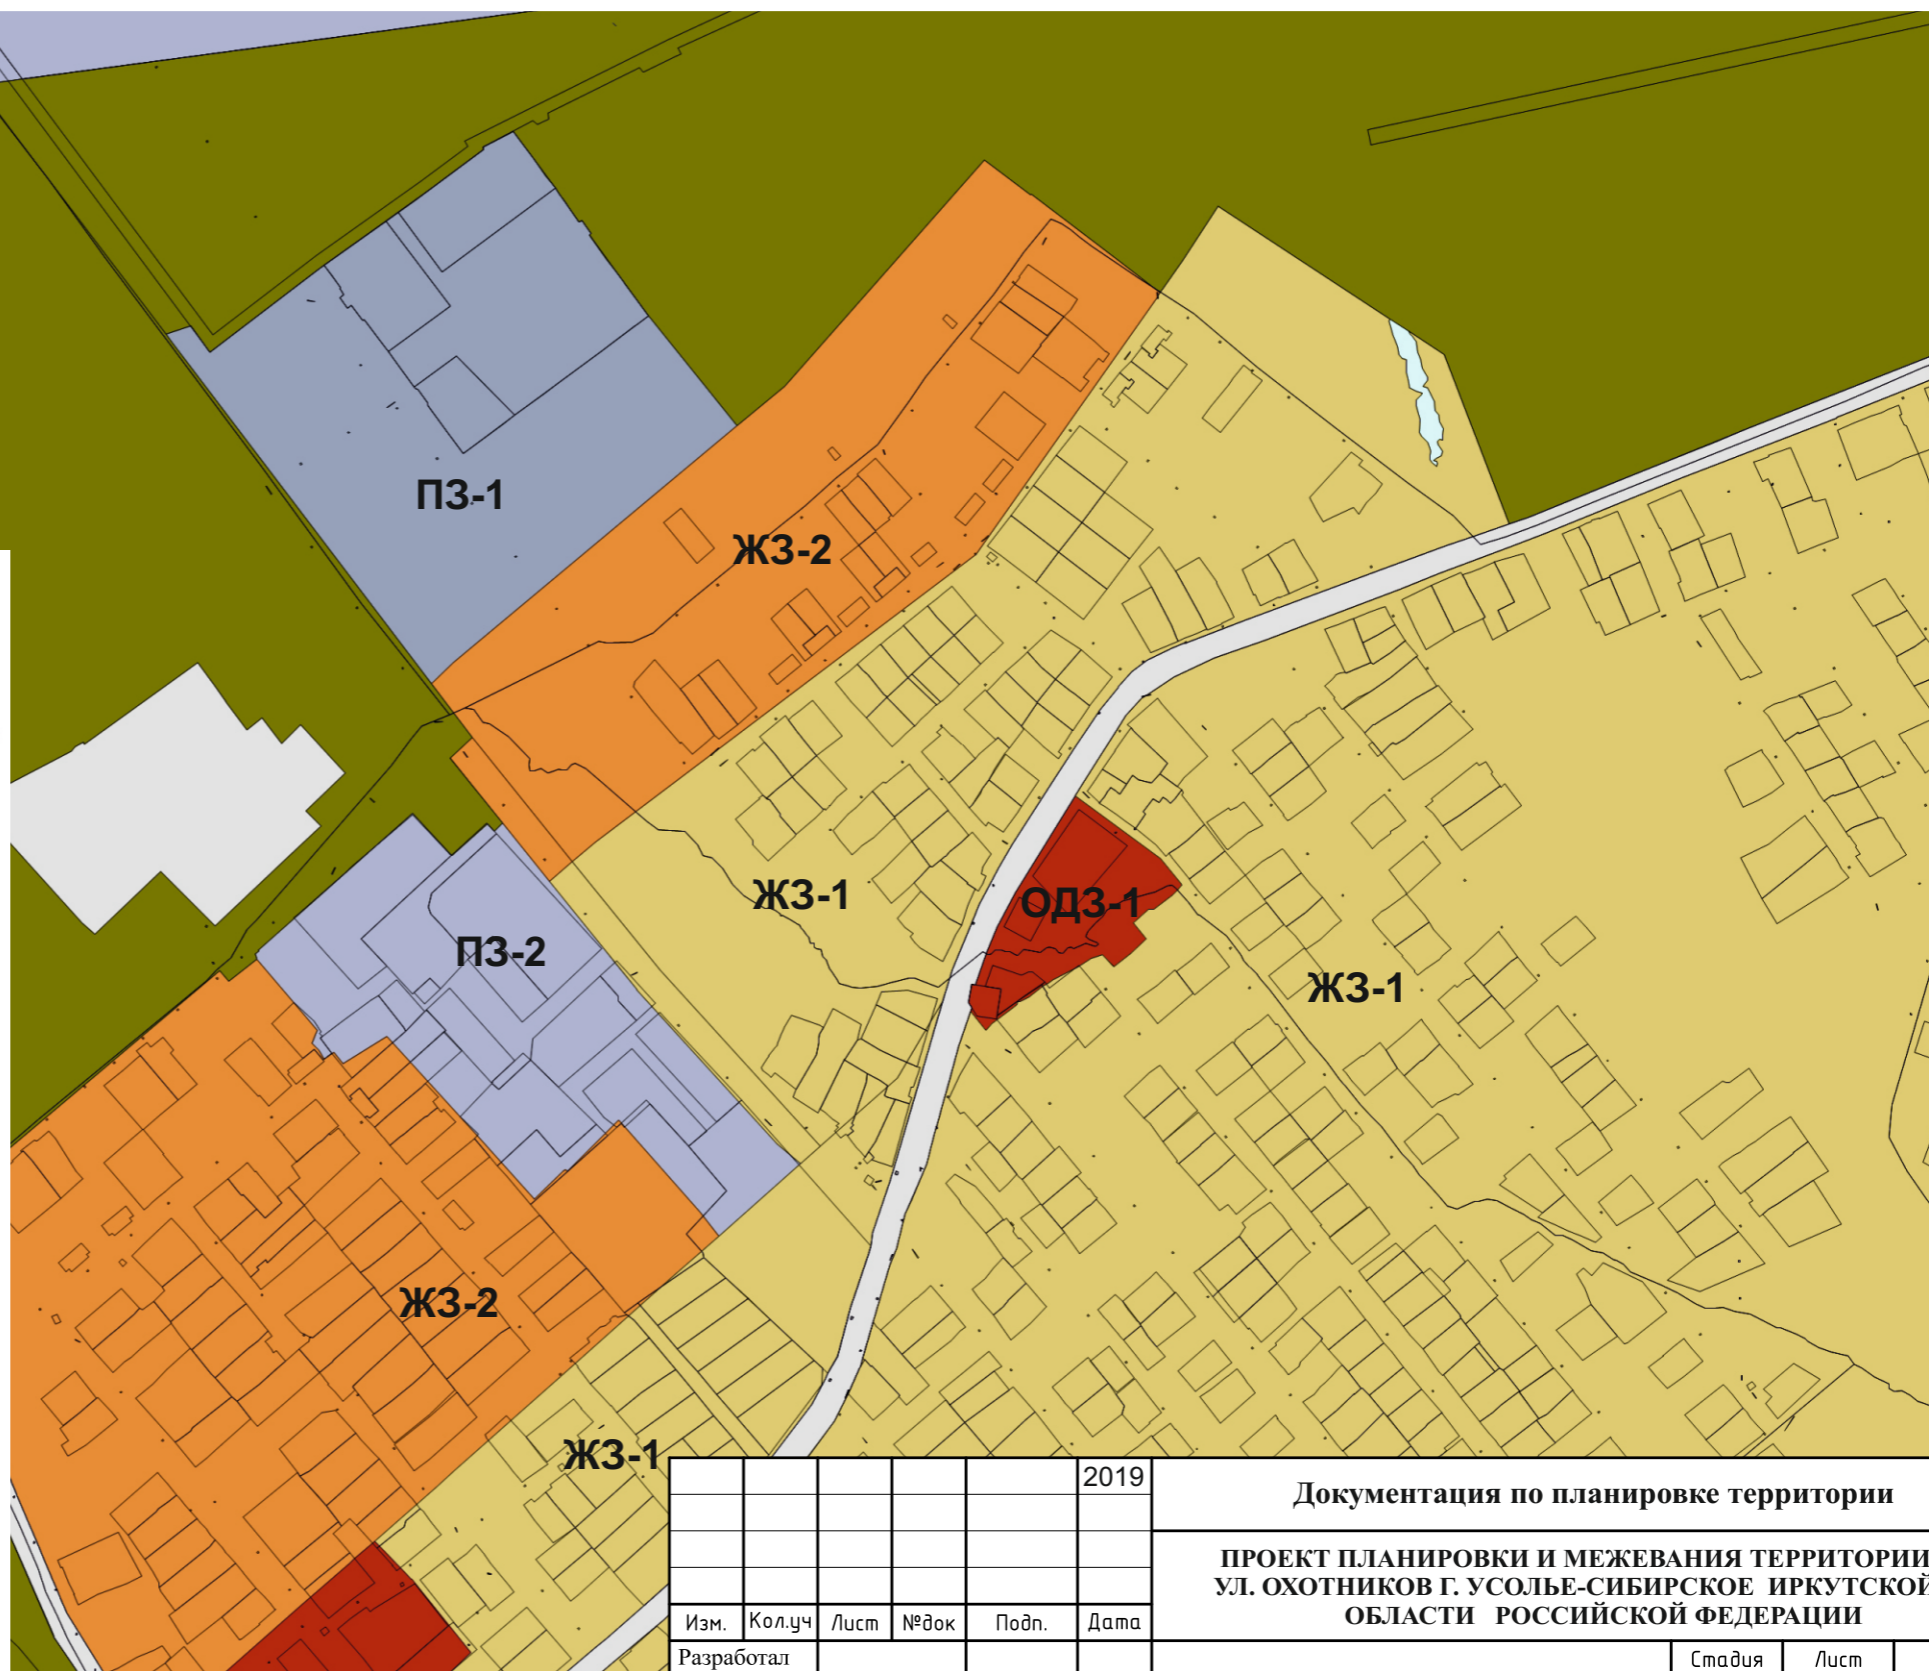 ПЗ-1
ЖЗ-2
ЖЗ-1
ОДЗ-1
ПЗ-2
ЖЗ-1
ЖЗ-2
ЖЗ-1
2019
Документация по планировке территории
ПРОЕКТ ПЛАНИРОВКИ И МЕЖЕВАНИЯ ТЕРРИТОРИИ
УЛ. ОХОТНИКОВ Г. УСОЛЬЕ-СИБИРСКОЕ ИРКУТСКОЙ
ОБЛАСТИ РОССИЙСКОЙ ФЕДЕРАЦИИ
Изм. Кол.уч Лист №док Подп. Дата
Разработал
Стадия Лист